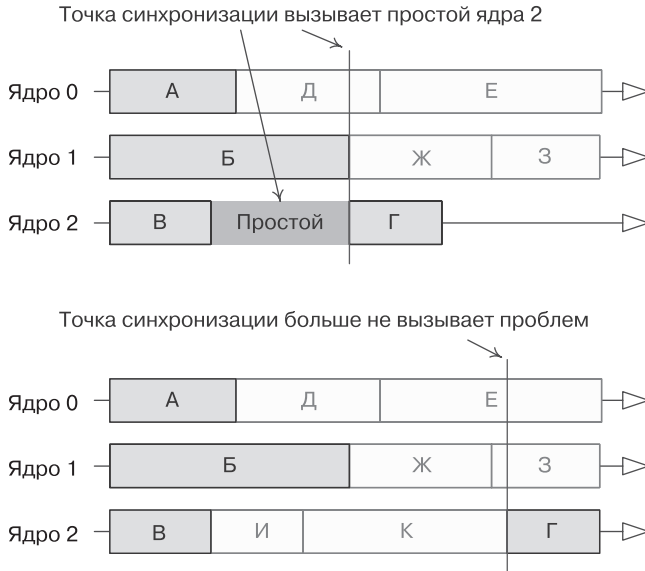 Точка синхронизации вызывает простой ядра 2
Ядро 0 А Д Е
Ядро 1 Б Ж З
Ядро 2 В Простой Г
Точка синхронизации больше не вызывает проблем
Ядро 0 А Д Е
Ядро 1 Б Ж З
Ядро 2 В И К Г